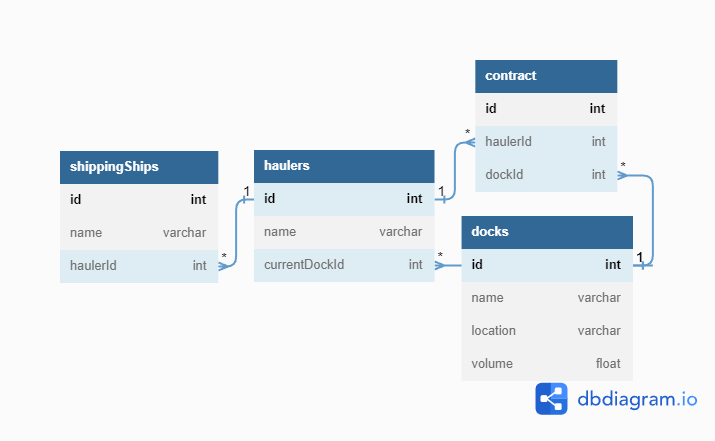 shippingShips
id int
name varchar
haulerId int
1
*
haulers
id int
name varchar
currentDockId int
1
*
*
contract
id int
haulerId int
dockId int
*
docks
id int
1
name varchar
location varchar
volume float
dbdiagram.io